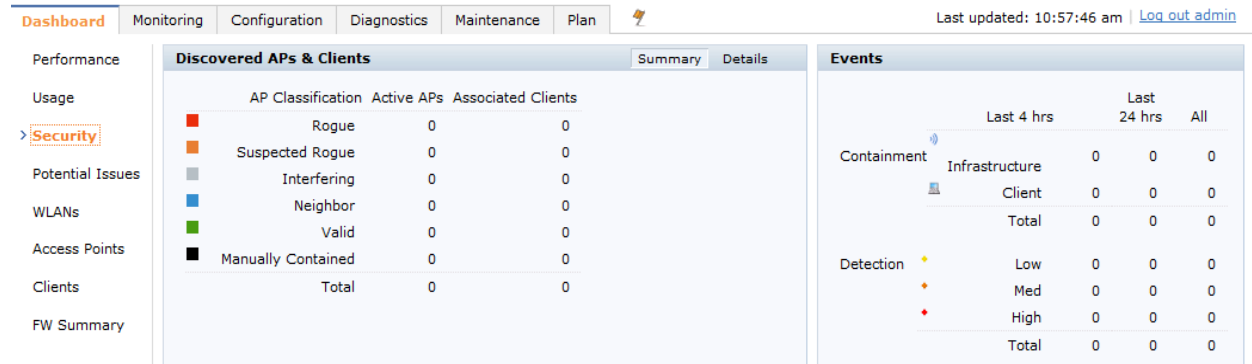 Dashboard Monitoring Configuration Diagnostics Maintenance Plan Last updated: 10:57:46 am | Log out admin
Performance
Usage
> Security
Potential Issues
WLANs
Access Points
Clients
FW Summary
Discovered APs & Clients Summary Details
AP Classification Active APs Associated Clients
Rogue 0 0
Suspected Rogue 0 0
Interfering 0 0
Neighbor 0 0
Valid 0 0
Manually Contained 0 0
Total 0 0
Events
Last 4 hrs Last 24 hrs All
Containment Infrastructure 0 0 0
Client 0 0 0
Total 0 0 0
Detection Low 0 0 0
Med 0 0 0
High 0 0 0
Total 0 0 0